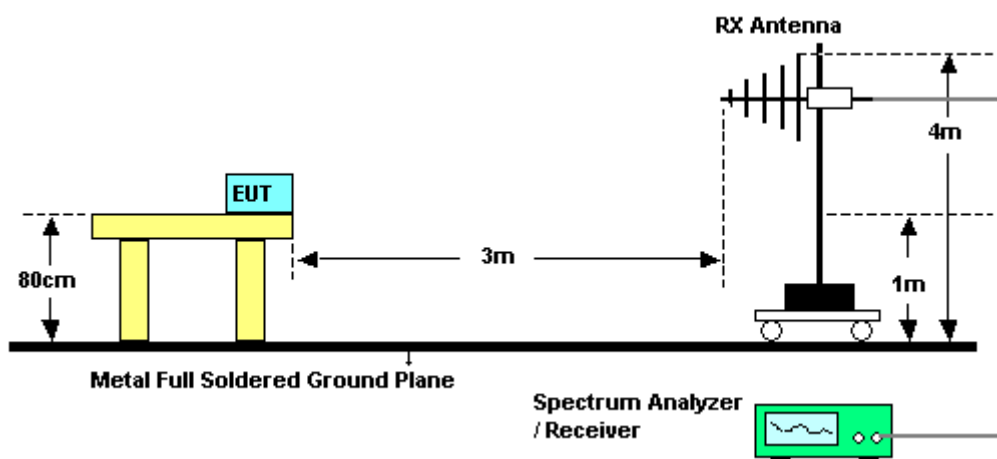 RX Antenna
4m
EUT
3m
80cm
1m
Metal Full Soldered Ground Plane
Spectrum Analyzer
/ Receiver